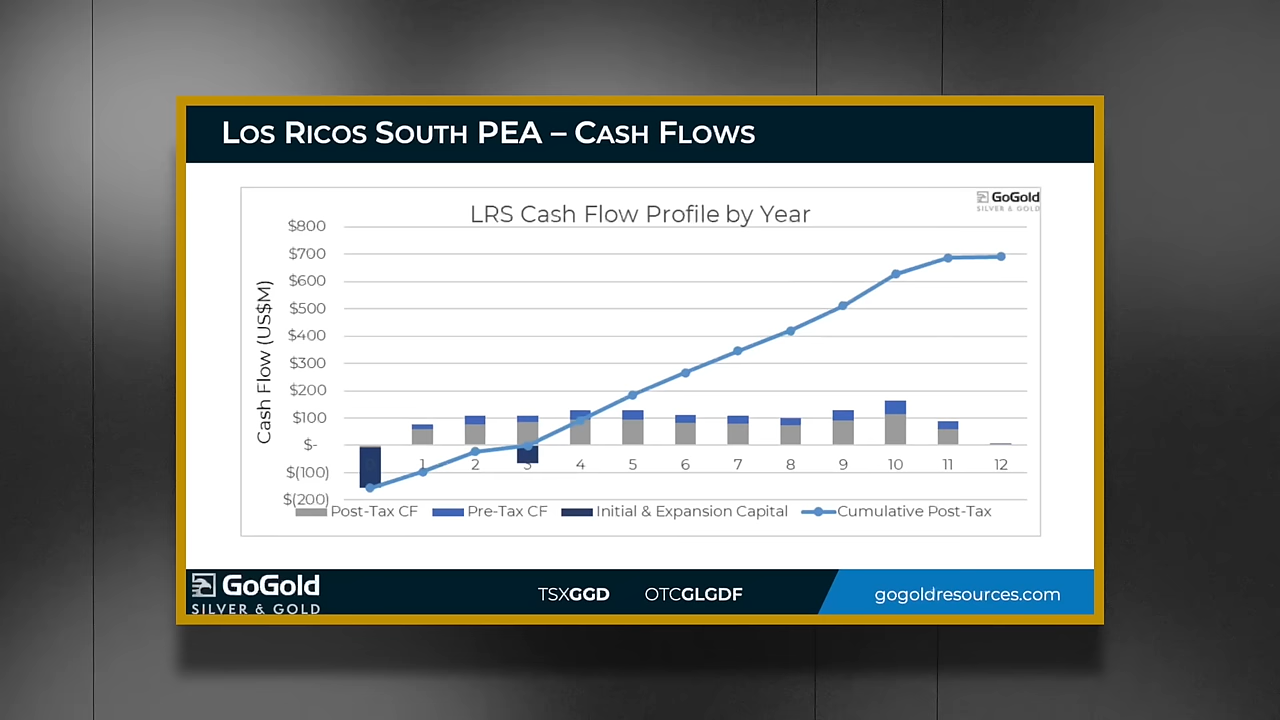 LOS RICOS SOUTH PEA – CASH FLOWS
GoGold
SILVER & GOLD
LRS Cash Flow Profile by Year
Cash Flow (US$M)
$800
$700
$600
$500
$400
$300
$200
$100
$-
$(100)
$(200)
0 1 2 3 4 5 6 7 8 9 10 11 12
Post-Tax CF Pre-Tax CF Initial & Expansion Capital Cumulative Post-Tax
GoGold
SILVER & GOLD
TSXGGD OTCGLGDF gogoldresources.com